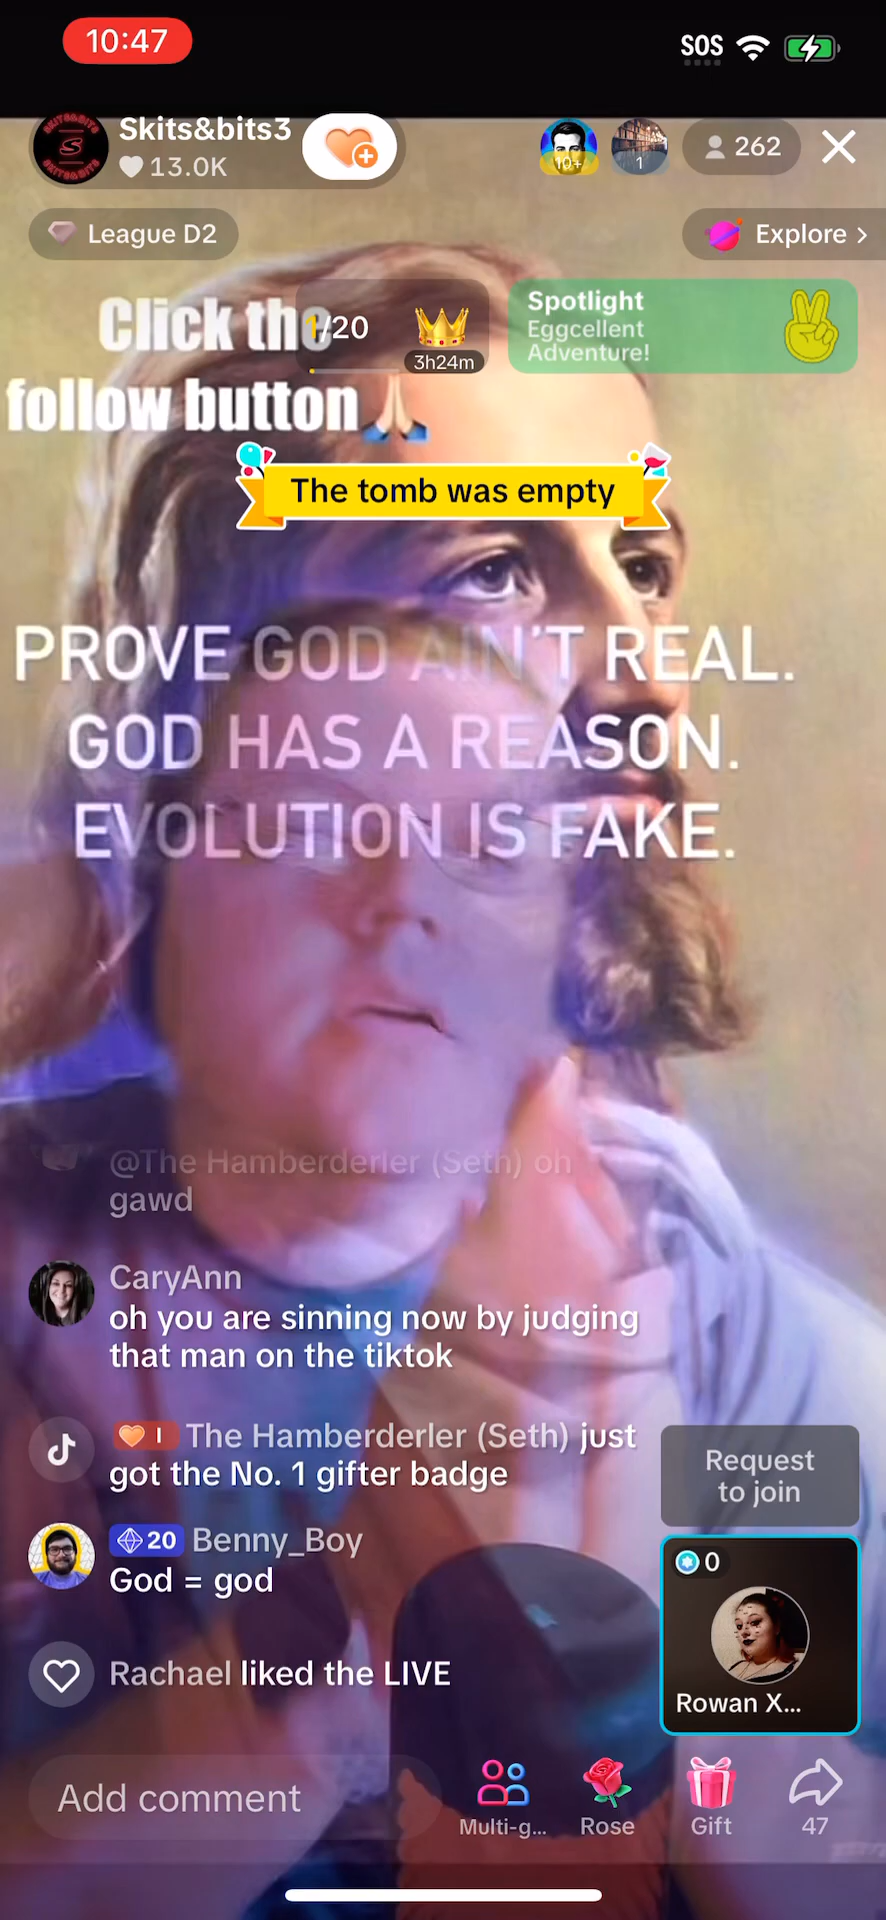 10:47
SOS
Skits&bits3
13.0K
10+
1
262
League D2
Explore >
Click the
follow button
1/20
3h24m
Spotlight
Eggcellent
Adventure!
The tomb was empty
PROVE GOD AIN'T REAL.
GOD HAS A REASON.
EVOLUTION IS FAKE.
@The Hamberderler (Seth) oh
gawd
CaryAnn
oh you are sinning now by judging
that man on the tiktok
I The Hamberderler (Seth) just
got the No. 1 gifter badge
20 Benny_Boy
God = god
Rachael liked the LIVE
Request
to join
0
Rowan X...
Add comment
Multi-g...
Rose
Gift
47